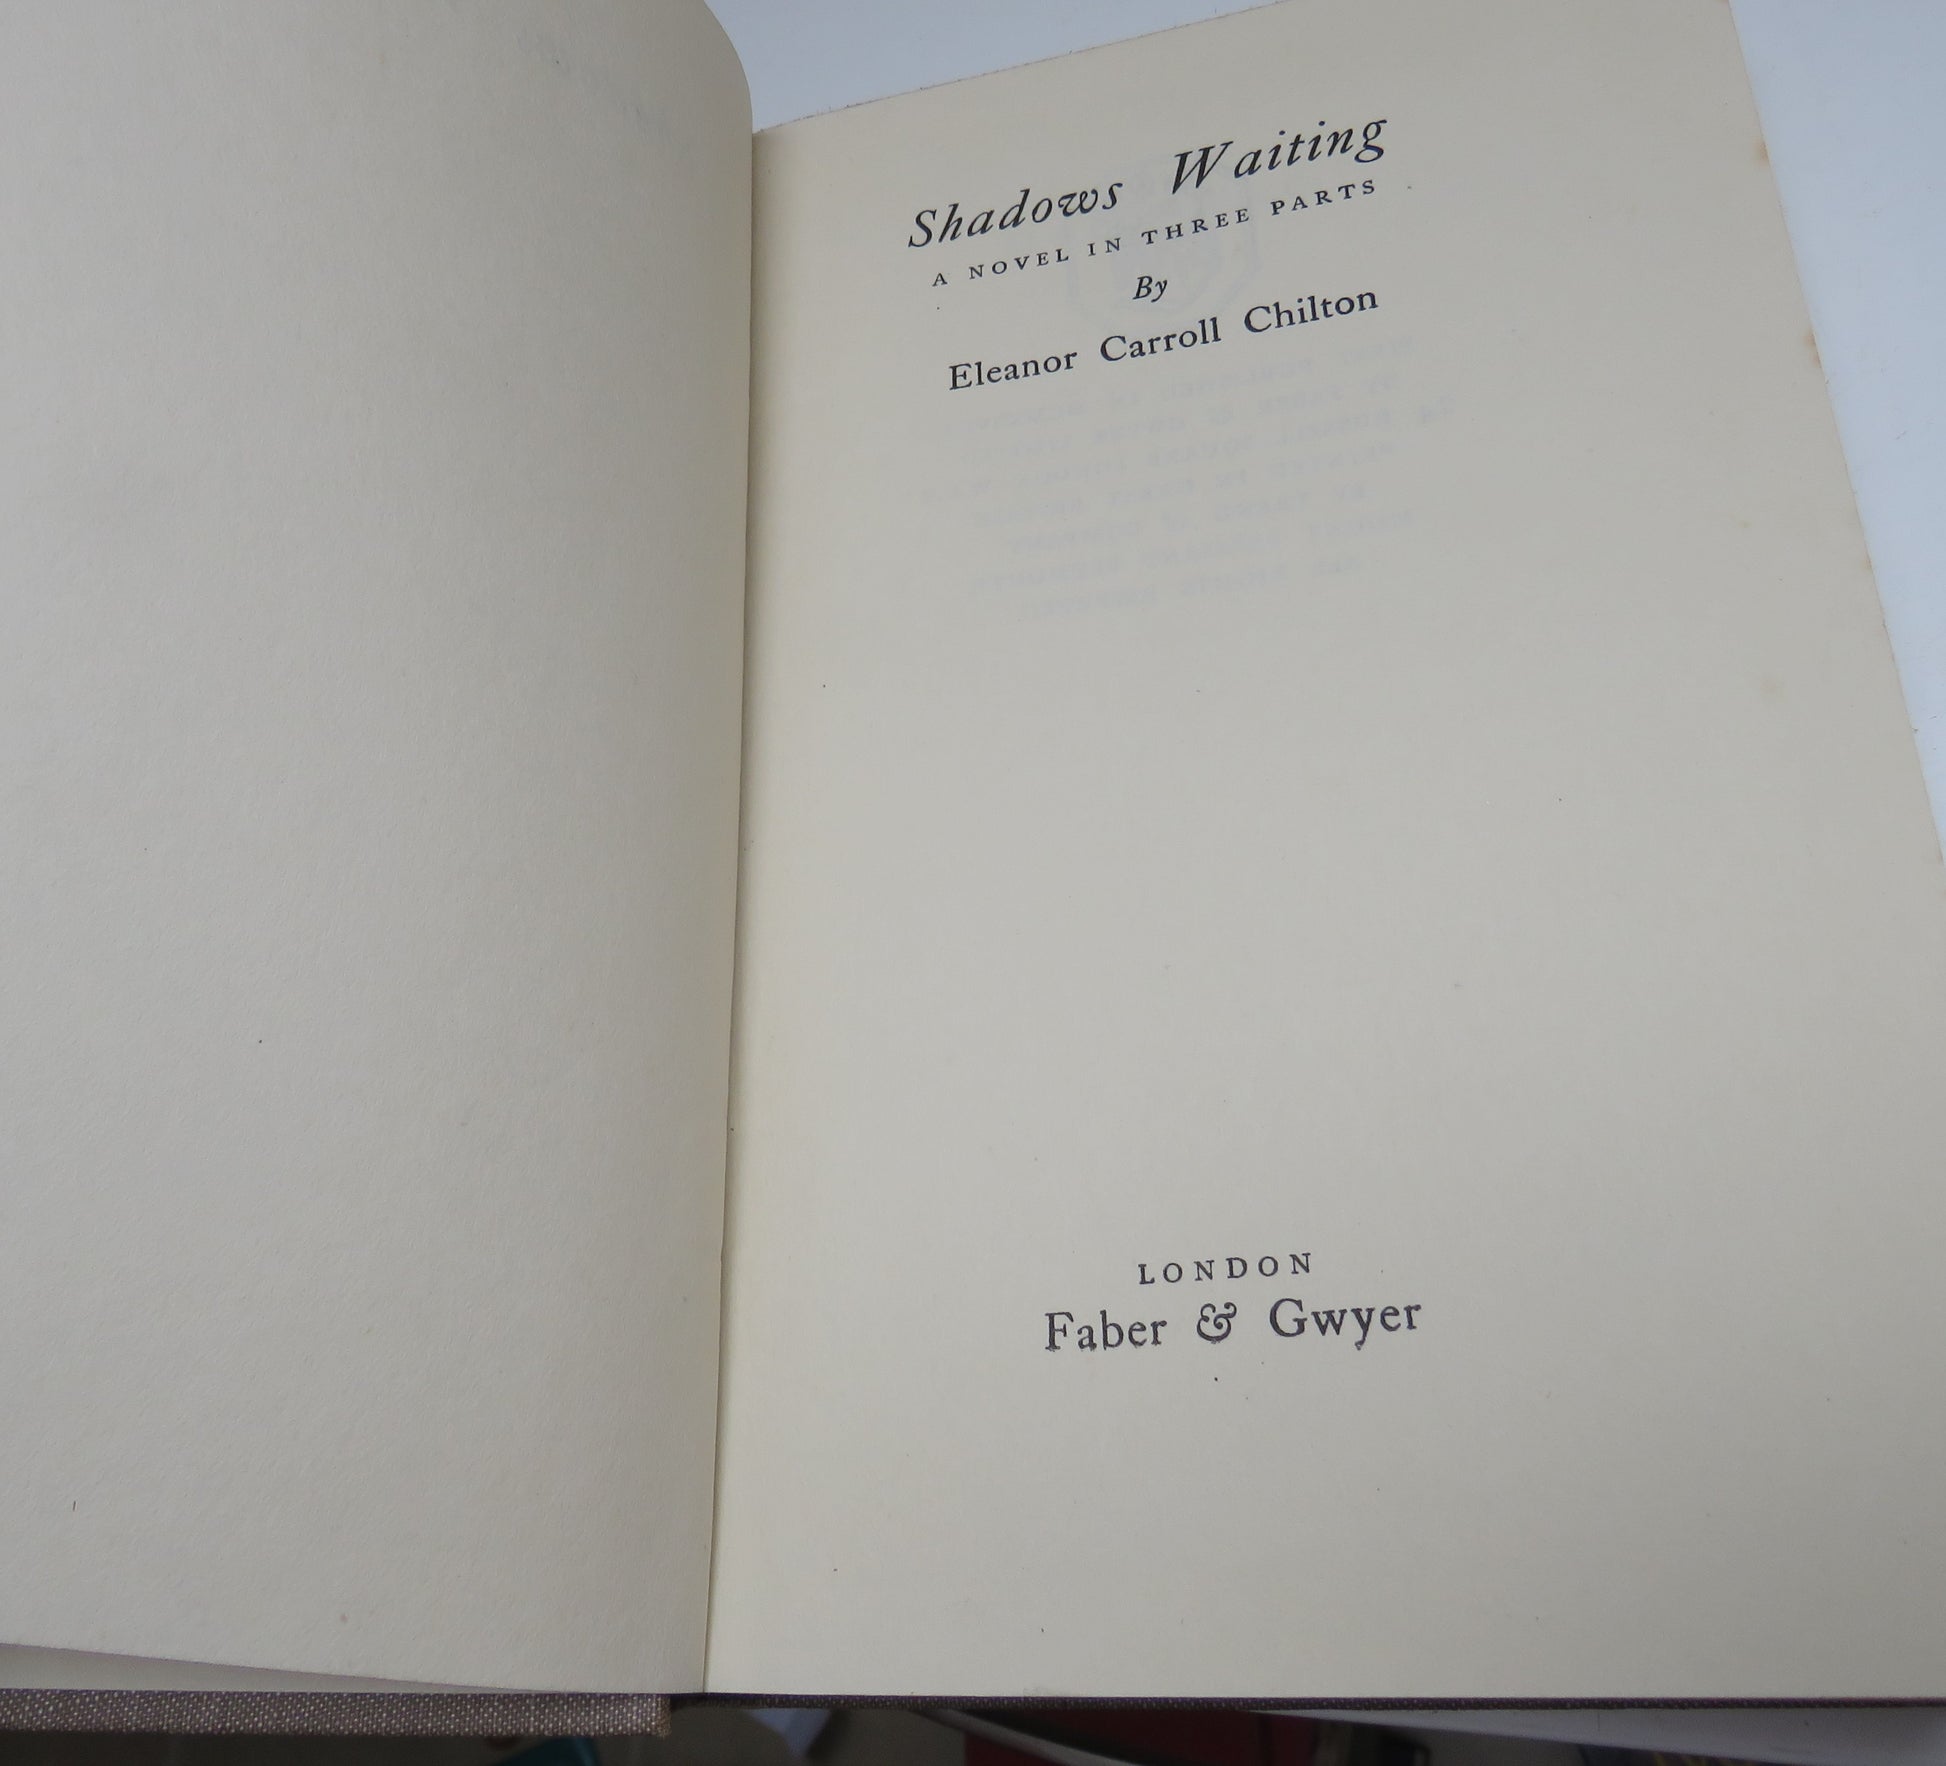 Shadows Waiting
A NOVEL IN THREE PARTS
By
Eleanor Carroll Chilton
LONDON
Faber & Gwyer